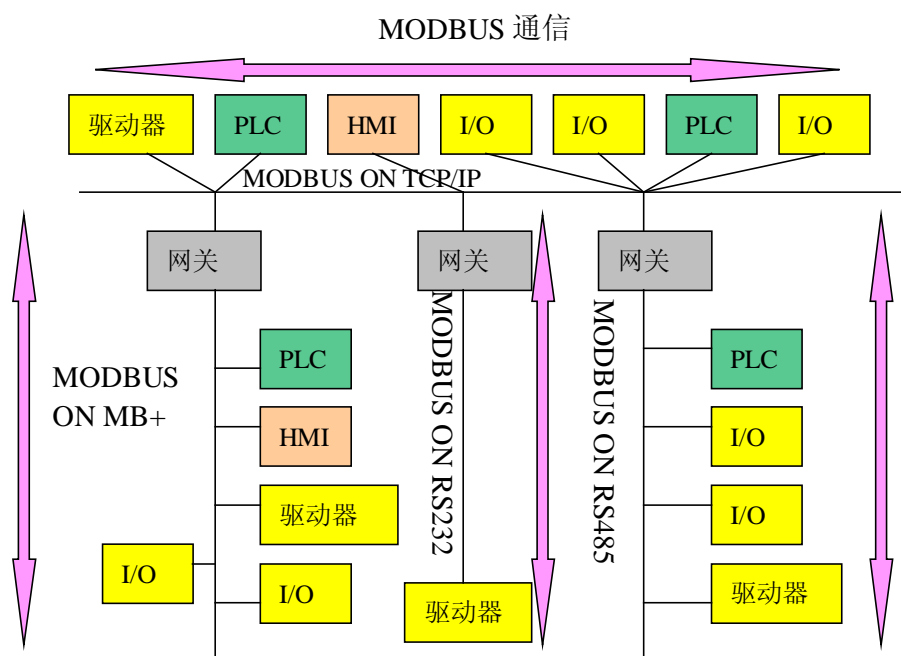 MODBUS 通信
驱动器
PLC
HMI
I/O
I/O
PLC
I/O
MODBUS ON TCP/IP
网关
网关
网关
MODBUS
ON MB+
PLC
HMI
驱动器
I/O
I/O
MODBUS ON RS232
驱动器
MODBUS ON RS485
PLC
I/O
I/O
驱动器